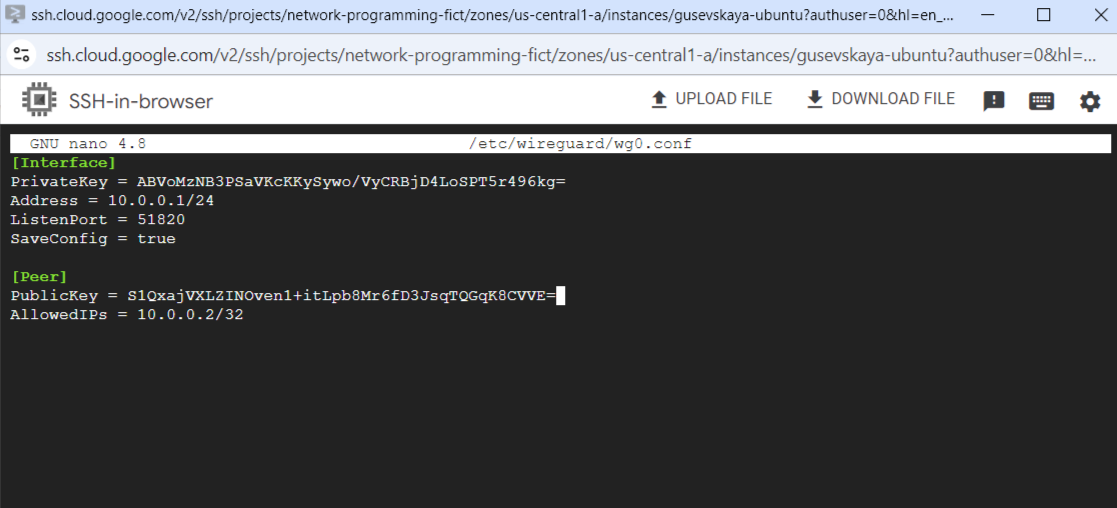 ssh.cloud.google.com/v2/ssh/projects/network-programming-fict/zones/us-central1-a/instances/gusevskaya-ubuntu?authuser=0&hl=en_...
ssh.cloud.google.com/v2/ssh/projects/network-programming-fict/zones/us-central1-a/instances/gusevskaya-ubuntu?authuser=0&hl=...
SSH-in-browser
UPLOAD FILE
DOWNLOAD FILE
GNU nano 4.8
/etc/wireguard/wg0.conf
[Interface]
PrivateKey = ABVoMzNB3PSaVKcKKySywo/VyCRBjD4LoSPT5r496kg=
Address = 10.0.0.1/24
ListenPort = 51820
SaveConfig = true
[Peer]
PublicKey = S1QxajVXLZINOven1+itLpb8Mr6fD3JsqTQGqK8CVVE=
AllowedIPs = 10.0.0.2/32